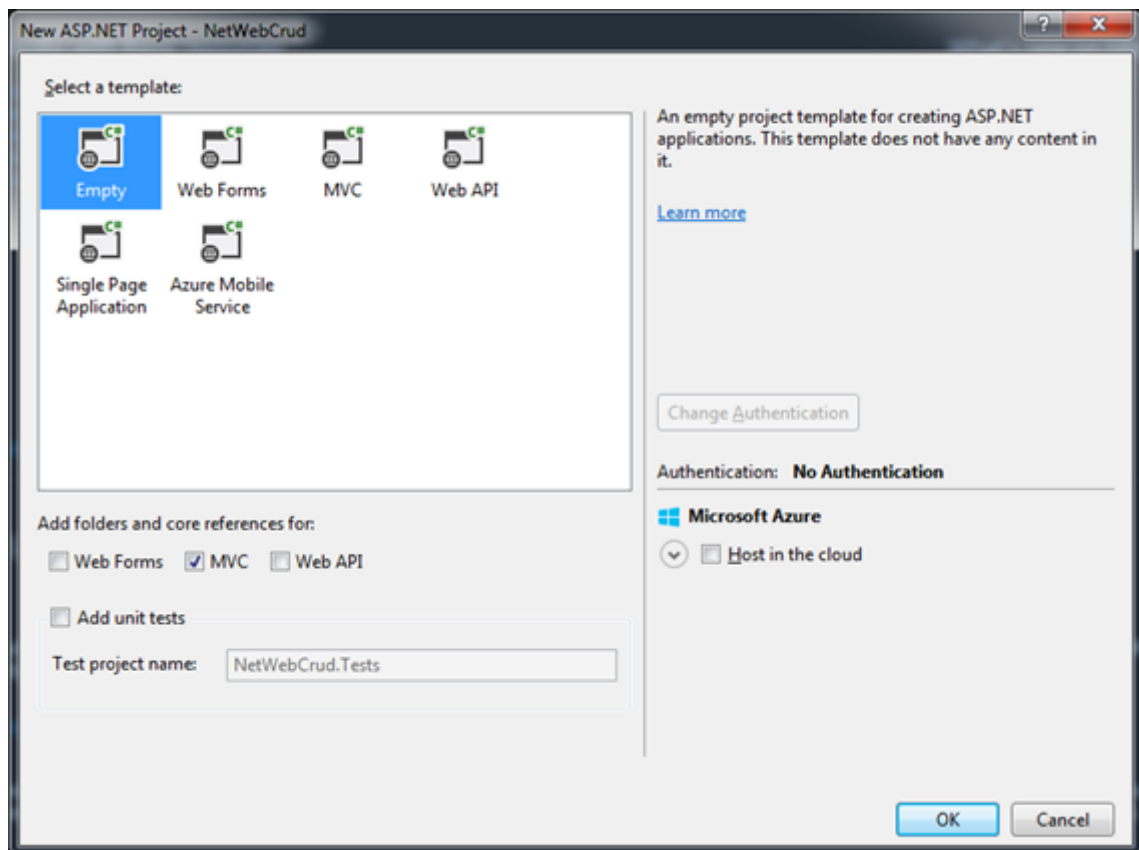 New ASP.NET Project - NetWebCrud
?
Select a template:
C#
Empty
C#
Web Forms
C#
MVC
C#
Web API
C#
Single Page
Application
C#
Azure Mobile
Service
An empty project template for creating ASP.NET
applications. This template does not have any content in
it.
Learn more
Change Authentication
Authentication: No Authentication
Microsoft Azure
Host in the cloud
Add folders and core references for:
Web Forms MVC Web API
Add unit tests
Test project name: NetWebCrud.Tests
OK Cancel